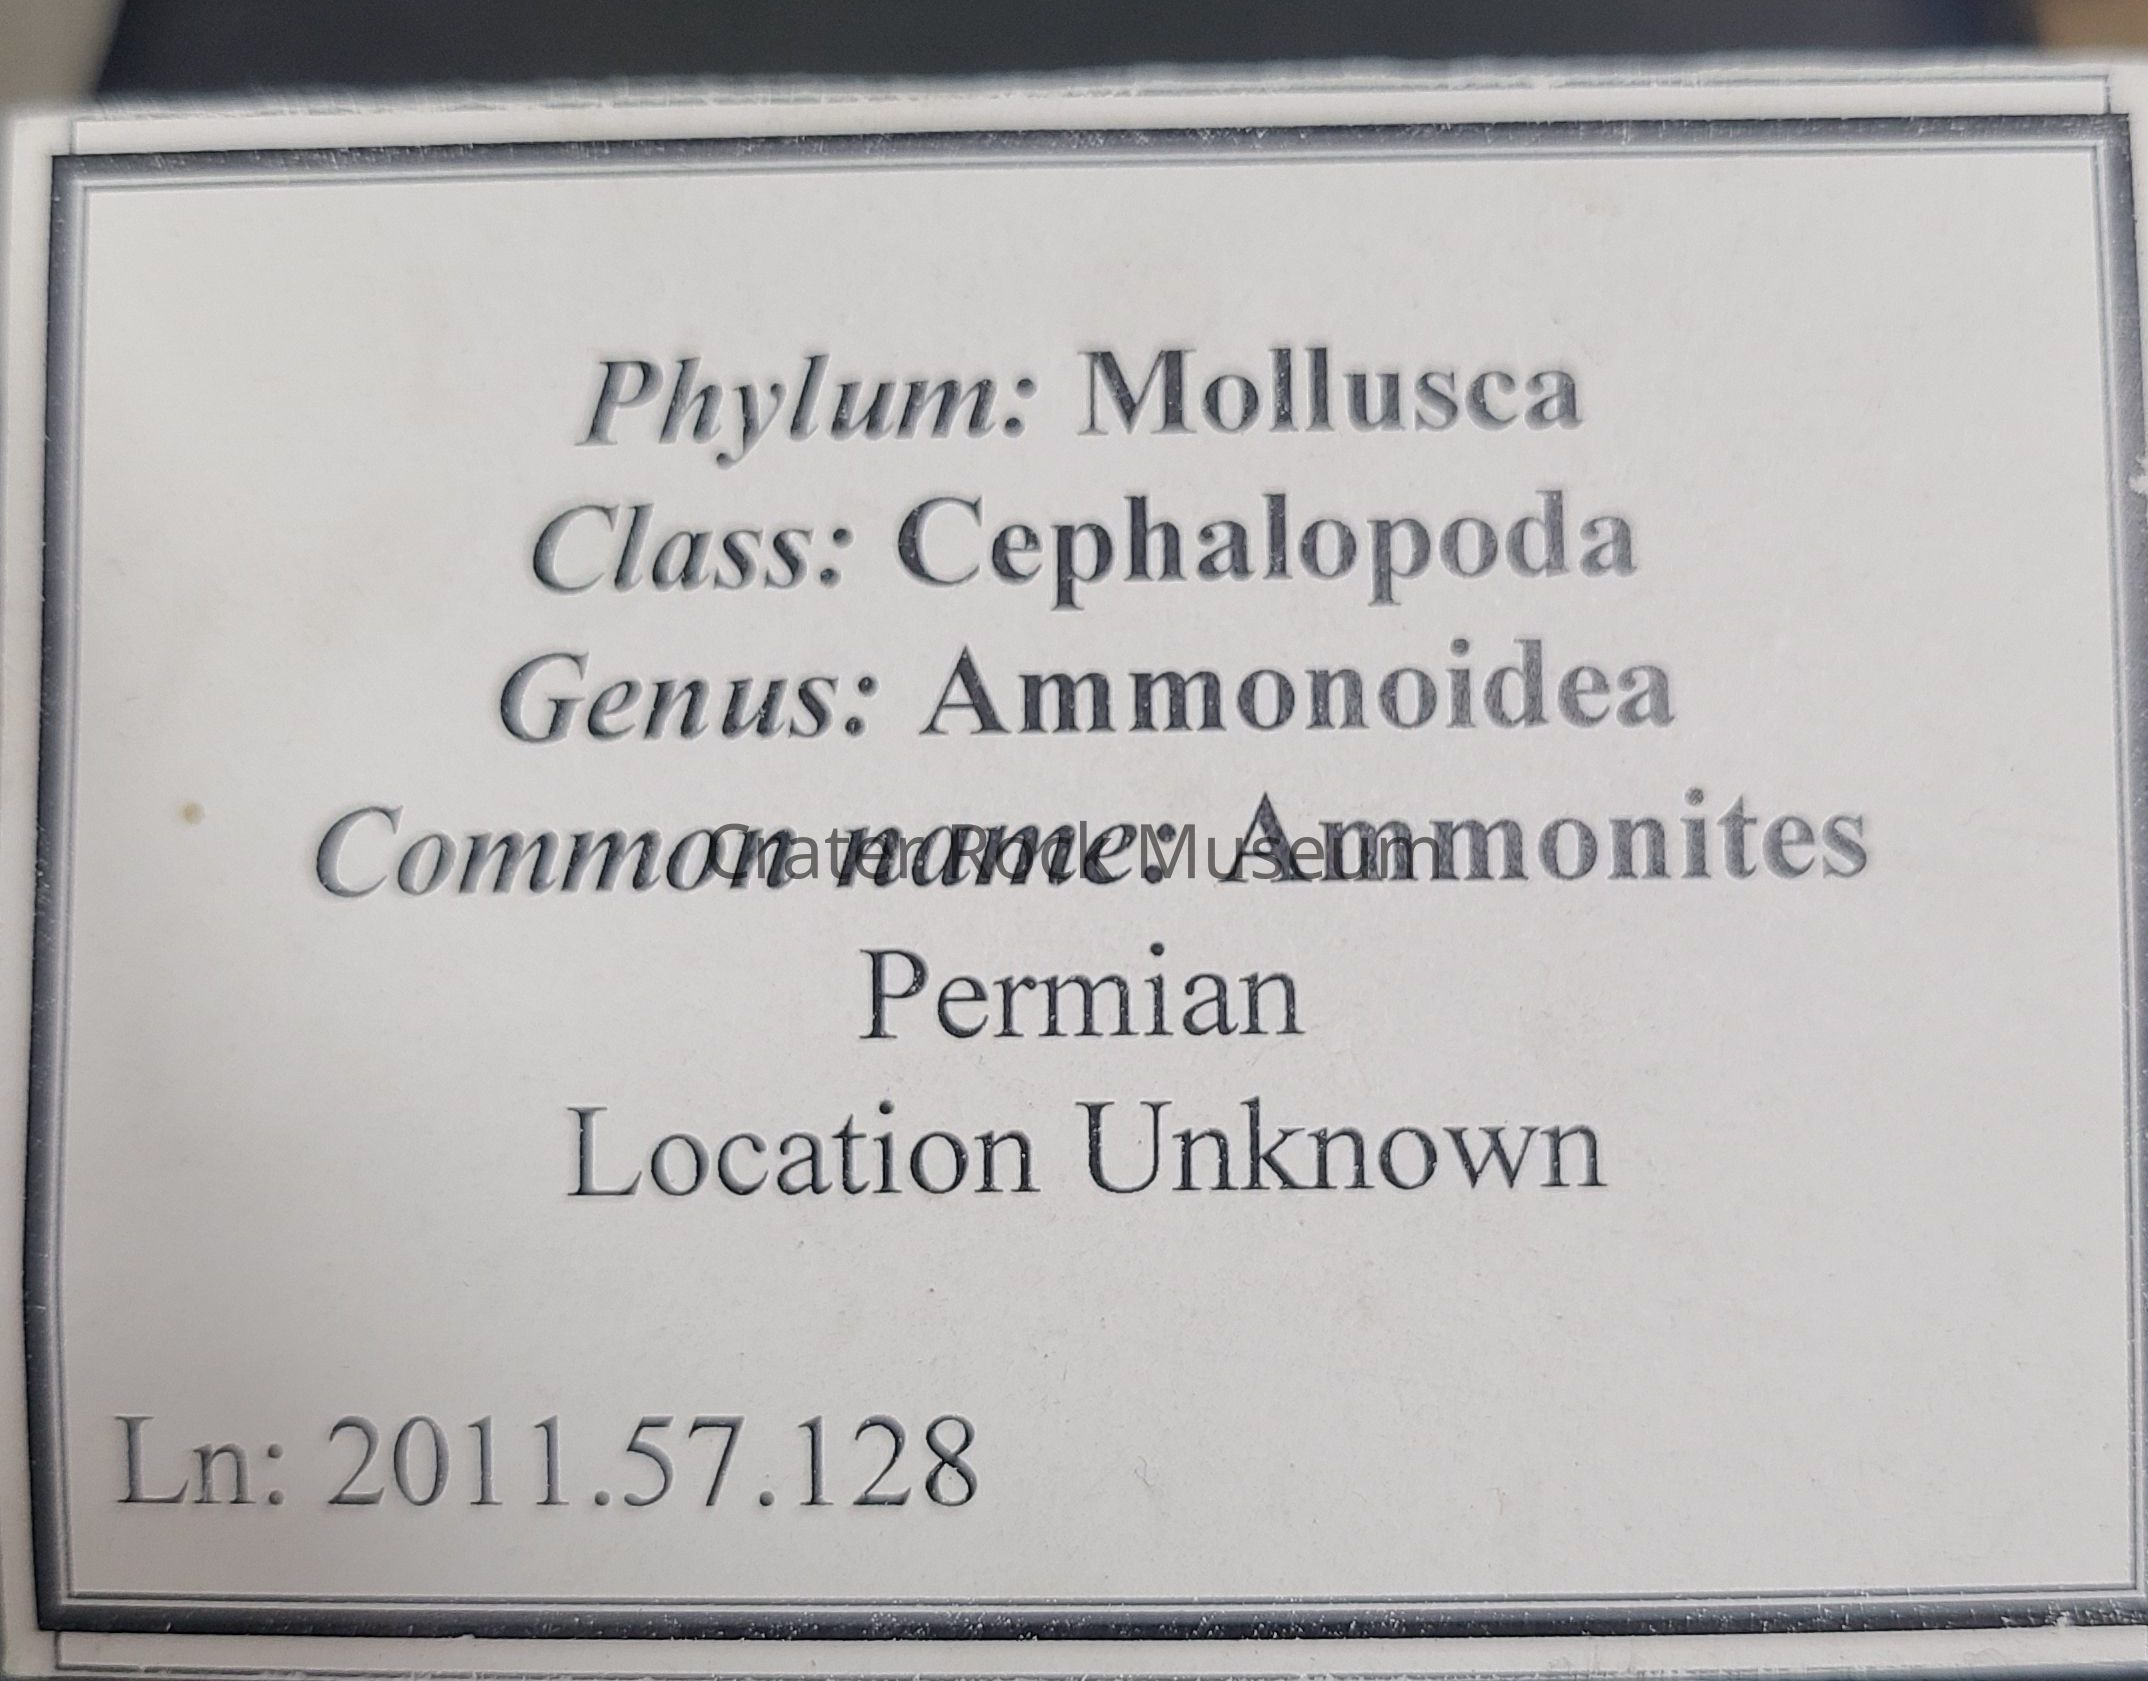 Phylum: Mollusca
Class: Cephalopoda
Genus: Ammonoidea
Common name: Ammonites
Crater Rock Museum
Permian
Location Unknown
Ln: 2011.57.128